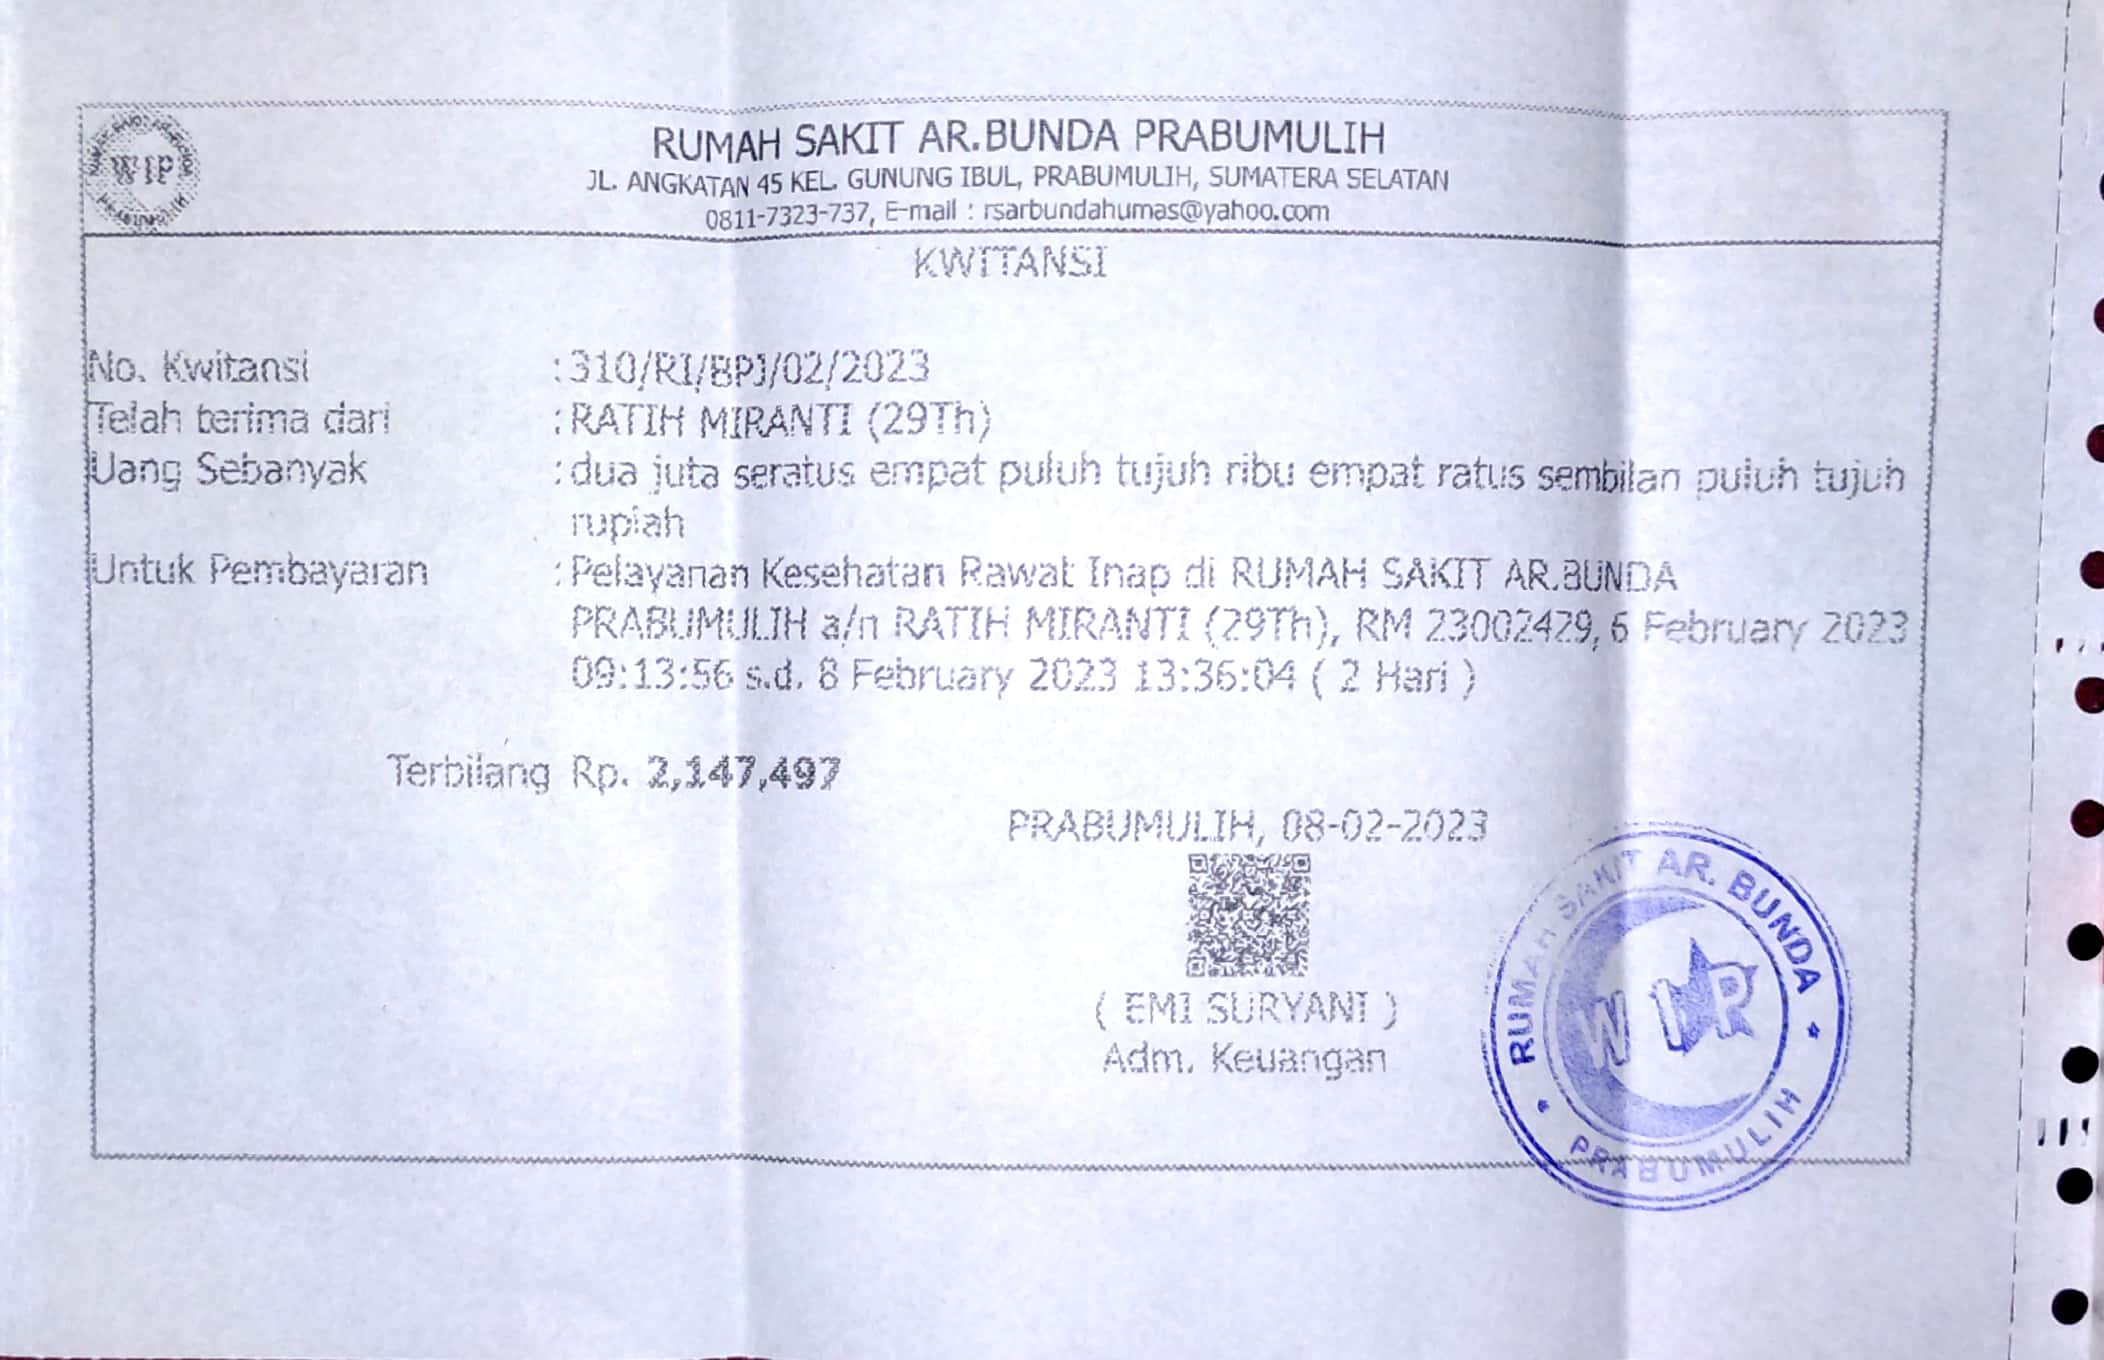 WIP
RUMAH SAKIT AR.BUNDA PRABUMULIH
JL. ANGKATAN 45 KEL. GUNUNG IBUL, PRABUMULIH, SUMATERA SELATAN
0811-7323-737, E-mail : rsarbundahumas@yahoo.com
KWITANSI
No. Kwitansi : 310/RI/BPJ/02/2023
Telah terima dari : RATIH MIRANTI (29Th)
Uang Sebanyak : dua juta seratus empat puluh tujuh ribu empat ratus sembilan puluh tujuh
rupiah
Untuk Pembayaran : Pelayanan Kesehatan Rawat Inap di RUMAH SAKIT AR.BUNDA
PRABUMULIH a/n RATIH MIRANTI (29Th), RM 23002429, 6 February 2023
09:13:56 s.d. 8 February 2023 13:36:04 ( 2 Hari )
Terbilang Rp. 2,147,497
PRABUMULIH, 08-02-2023
( EMI SURYANI )
Adm. Keuangan
RUMAH SAKIT AR. BUNDA
WIP
PRABUMULIH